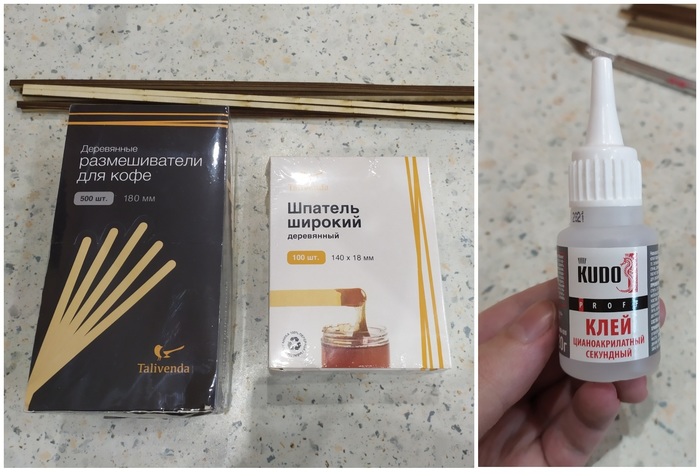 Деревянные
размешиватели
для кофе
500 шт. 180 мм
Talivenda
Шпатель
широкий
деревянный
100 шт. 140 x 18 мм
KUDO
PROFF
КЛЕЙ
ЦИАНОАКРИЛАТНЫЙ
СЕКУНДНЫЙ